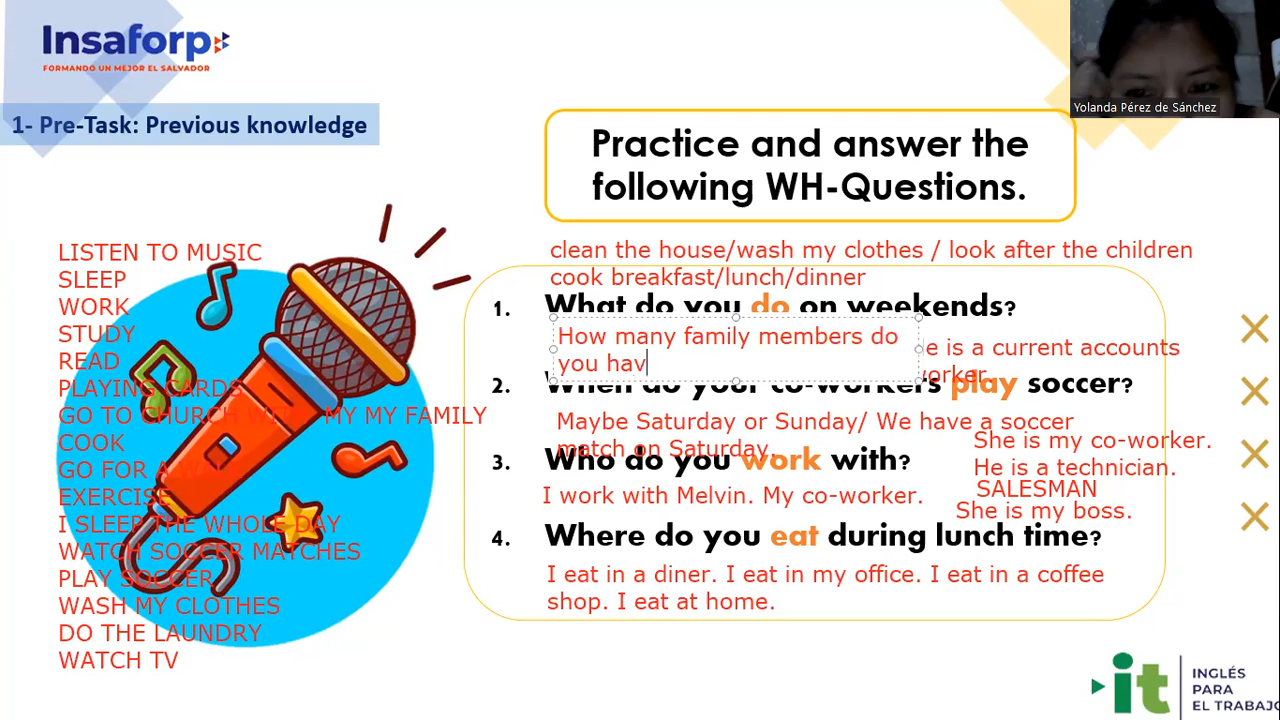 Insaforp
FORMANDO UN MEJOR EL SALVADOR
Yolanda Pérez de Sánchez
1- Pre-Task: Previous knowledge
Practice and answer the
following WH-Questions.
LISTEN TO MUSIC
SLEEP
WORK
STUDY
READ
PLAYING CARDS
GO TO CHURCH WITH MY MY FAMILY
COOK
GO FOR A WALK
EXERCISE
I SLEEP THE WHOLE DAY
WATCH SOCCER MATCHES
PLAY SOCCER
WASH MY CLOTHES
DO THE LAUNDRY
WATCH TV
clean the house/wash my clothes / look after the children
cook breakfast/lunch/dinner
1. What do you do on weekends?
How many family members do
you hav
e is a current accounts
worker.
2. When do your co-workers play soccer?
Maybe Saturday or Sunday/ We have a soccer
match on Saturday.
She is my co-worker.
He is a technician.
3. Who do you work with?
SALESMAN
I work with Melvin. My co-worker.
She is my boss.
4. Where do you eat during lunch time?
I eat in a diner. I eat in my office. I eat in a coffee
shop. I eat at home.
it
INGLÉS
PARA
EL TRABAJO